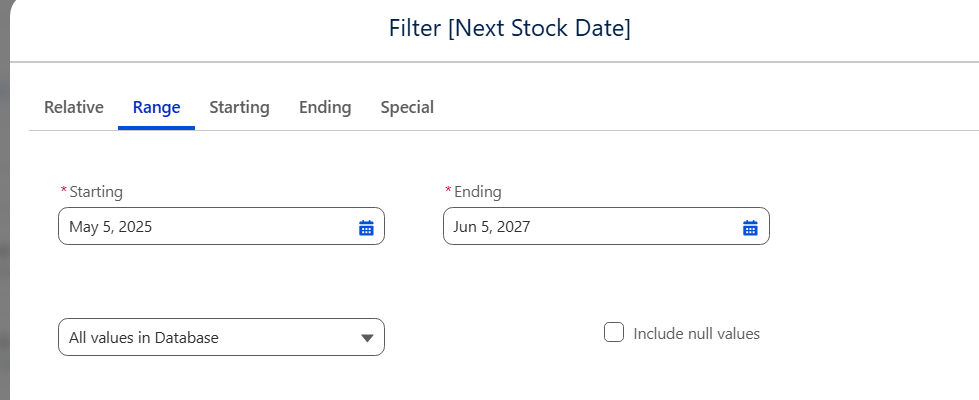 Filter [Next Stock Date]
Relative Range Starting Ending Special
* Starting
* Ending
May 5, 2025
Jun 5, 2027
All values in Database
Include null values